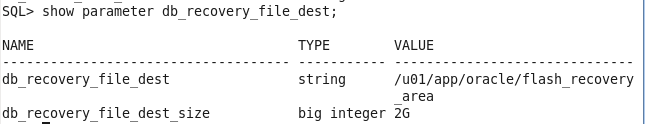 SQL> show parameter db_recovery_file_dest;
NAME                                 TYPE        VALUE
------------------------------------ ----------- ------------------------------
db_recovery_file_dest                string      /u01/app/oracle/flash_recovery
                                                 _area
db_recovery_file_dest_size           big integer 2G